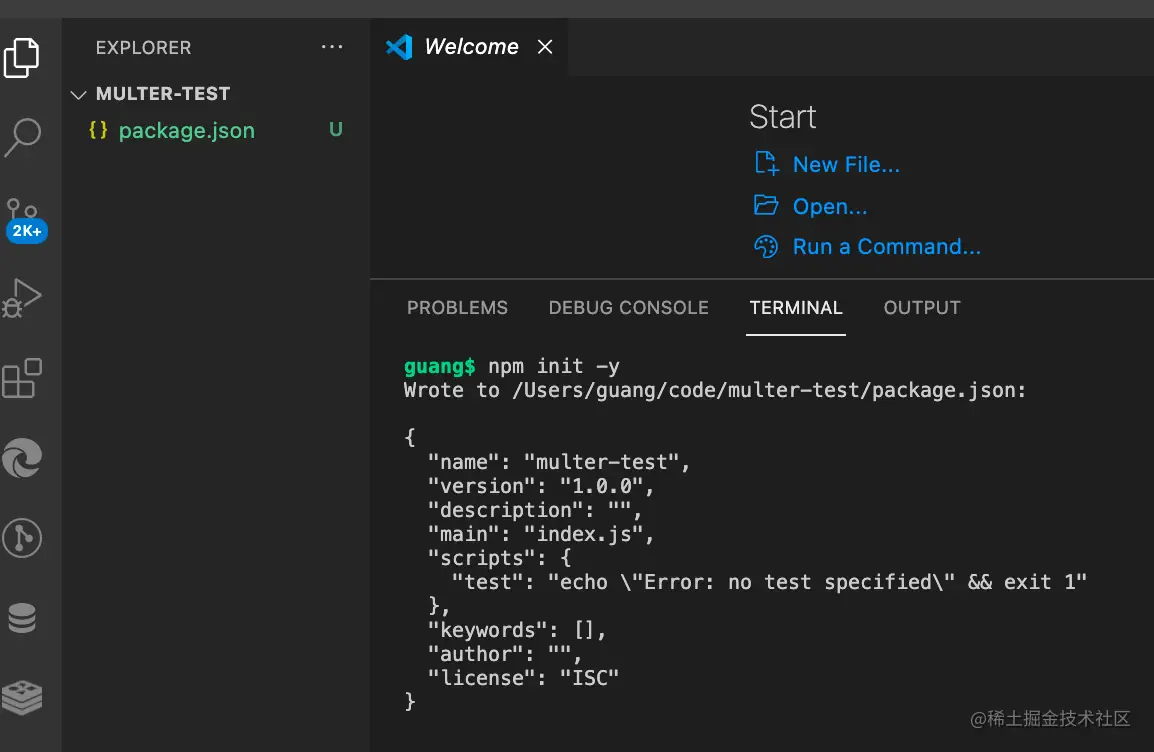 EXPLORER
Welcome
MULTER-TEST
{} package.json U
2K+
Start
New File...
Open...
Run a Command...
PROBLEMS DEBUG CONSOLE TERMINAL OUTPUT
guang$ npm init -y
Wrote to /Users/guang/code/multer-test/package.json:
{
  "name": "multer-test",
  "version": "1.0.0",
  "description": "",
  "main": "index.js",
  "scripts": {
    "test": "echo \"Error: no test specified\" && exit 1"
  },
  "keywords": [],
  "author": "",
  "license": "ISC"
}
@稀土掘金技术社区